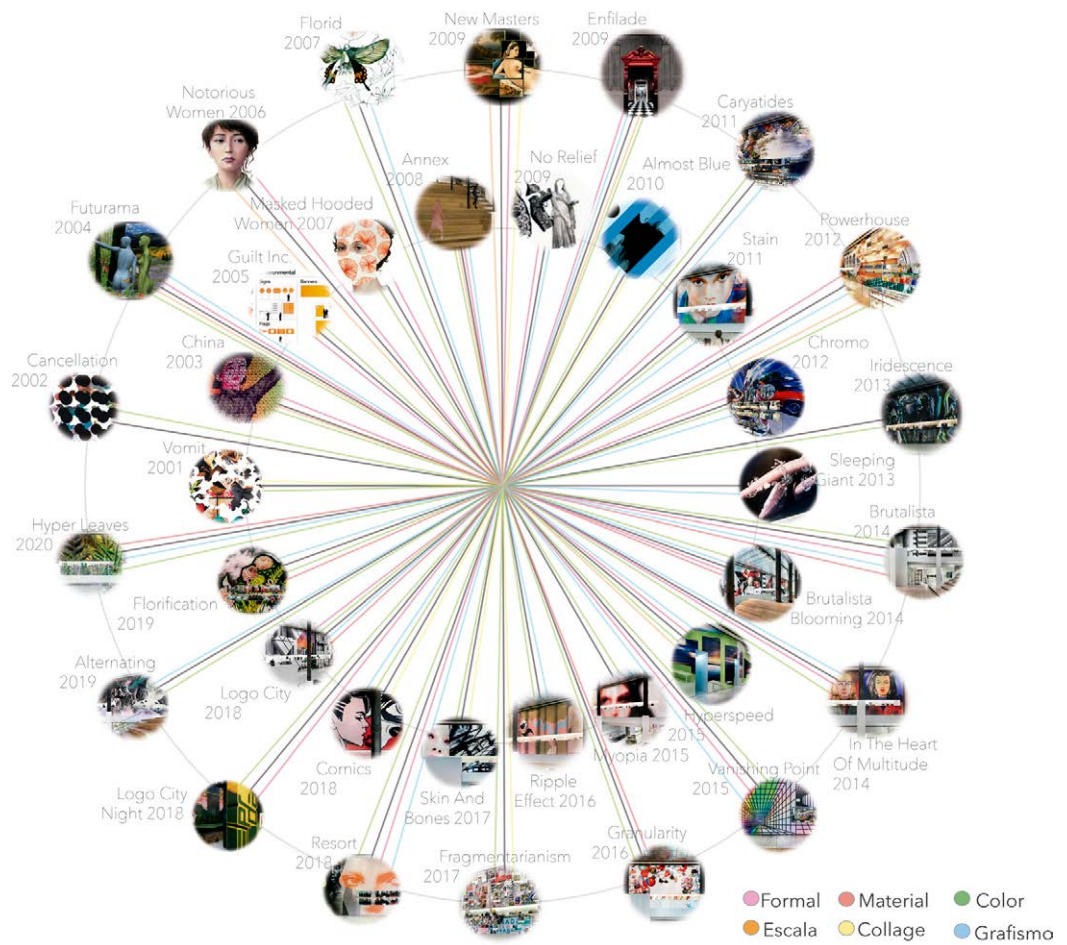 Florid
2007
New Masters
2009
Enfilade
2009
Notorious
Women 2006
Caryatides
2011
Annex
2008
No Relief
2009
Almost Blue
2010
Masked Hooded
Women 2007
Futurama
2004
Powerhouse
2012
Stain
2011
Guilt Inc.
2005
China
2003
Chromo
2012
Cancellation
2002
Iridescence
2013
Vomit
2001
Sleeping
Giant 2013
Hyper Leaves
2020
Brutalista
2014
Florification
2019
Brutalista
Blooming 2014
Alternating
2019
Logo City
2018
Hyperspeed
2015
Myopia 2015
In The Heart
Of Multitude
2014
Comics
2018
Ripple
Effect 2016
Vanishing Point
2015
Logo City
Night 2018
Skin And
Bones 2017
Resort
2018
Fragmentarianism
2017
Granularity
2016
Formal
Material
Color
Escala
Collage
Grafismo